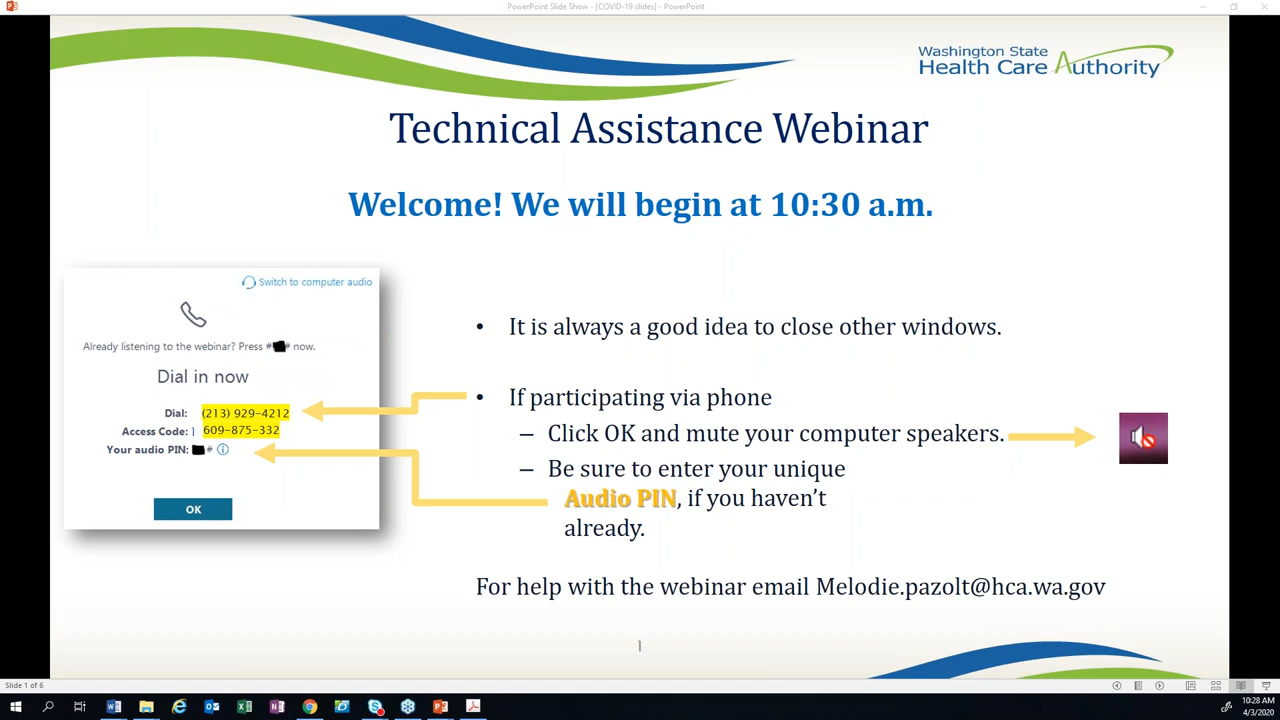 PowerPoint Slide Show - [COVID-19 slides] - PowerPoint
Washington State
Health Care Authority
Technical Assistance Webinar
Welcome! We will begin at 10:30 a.m.
Switch to computer audio
Already listening to the webinar? Press # # now.
Dial in now
Dial: (213) 929-4212
Access Code: 609-875-332
Your audio PIN: #
OK
• It is always a good idea to close other windows.
• If participating via phone
– Click OK and mute your computer speakers.
– Be sure to enter your unique
Audio PIN, if you haven't
already.
For help with the webinar email Melodie.pazolt@hca.wa.gov
1
Slide 1 of 6
10:28 AM
4/3/2020